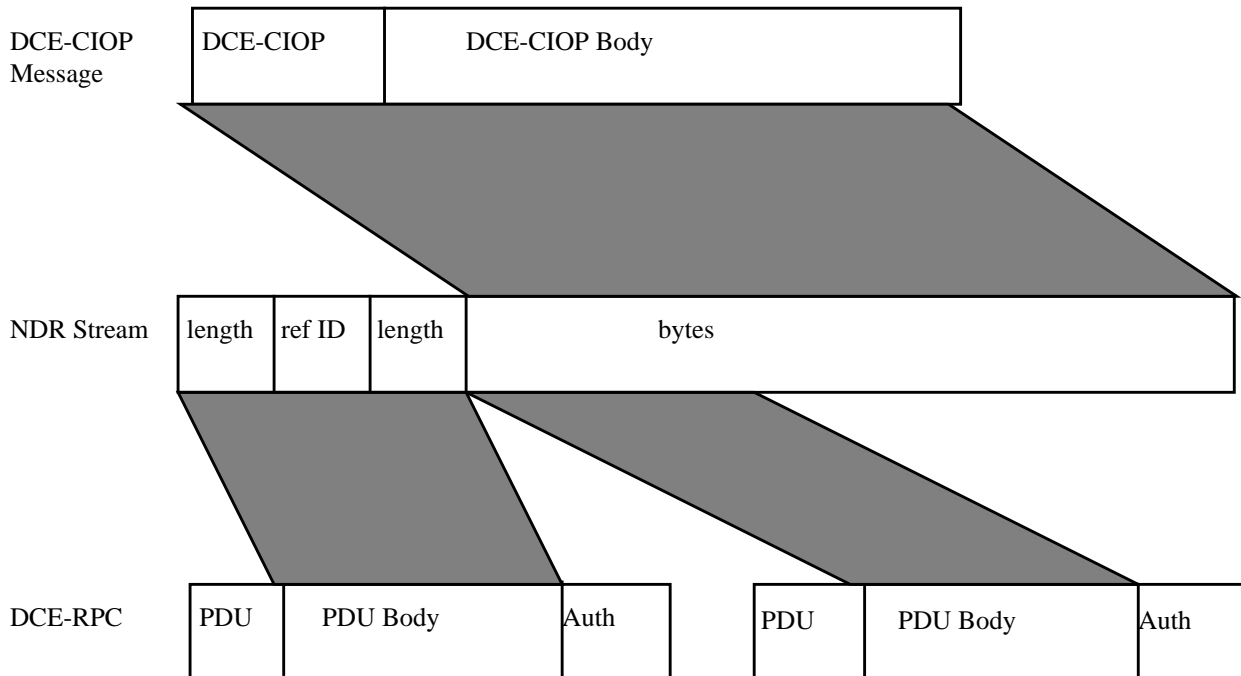 DCE-CIOP DCE-CIOP DCE-CIOP Body
Message
NDR Stream length ref ID length bytes
DCE-RPC PDU PDU Body Auth PDU PDU Body Auth